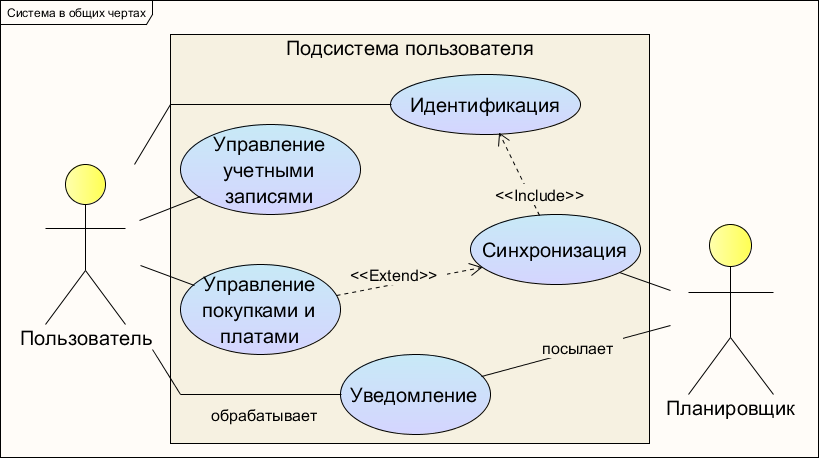 Система в общих чертах
Подсистема пользователя
Идентификация
Управление
учетными
записями
<<Include>>
Синхронизация
<<Extend>>
Управление
покупками и
платами
Пользователь
посылает
Уведомление
обрабатывает
Планировщик